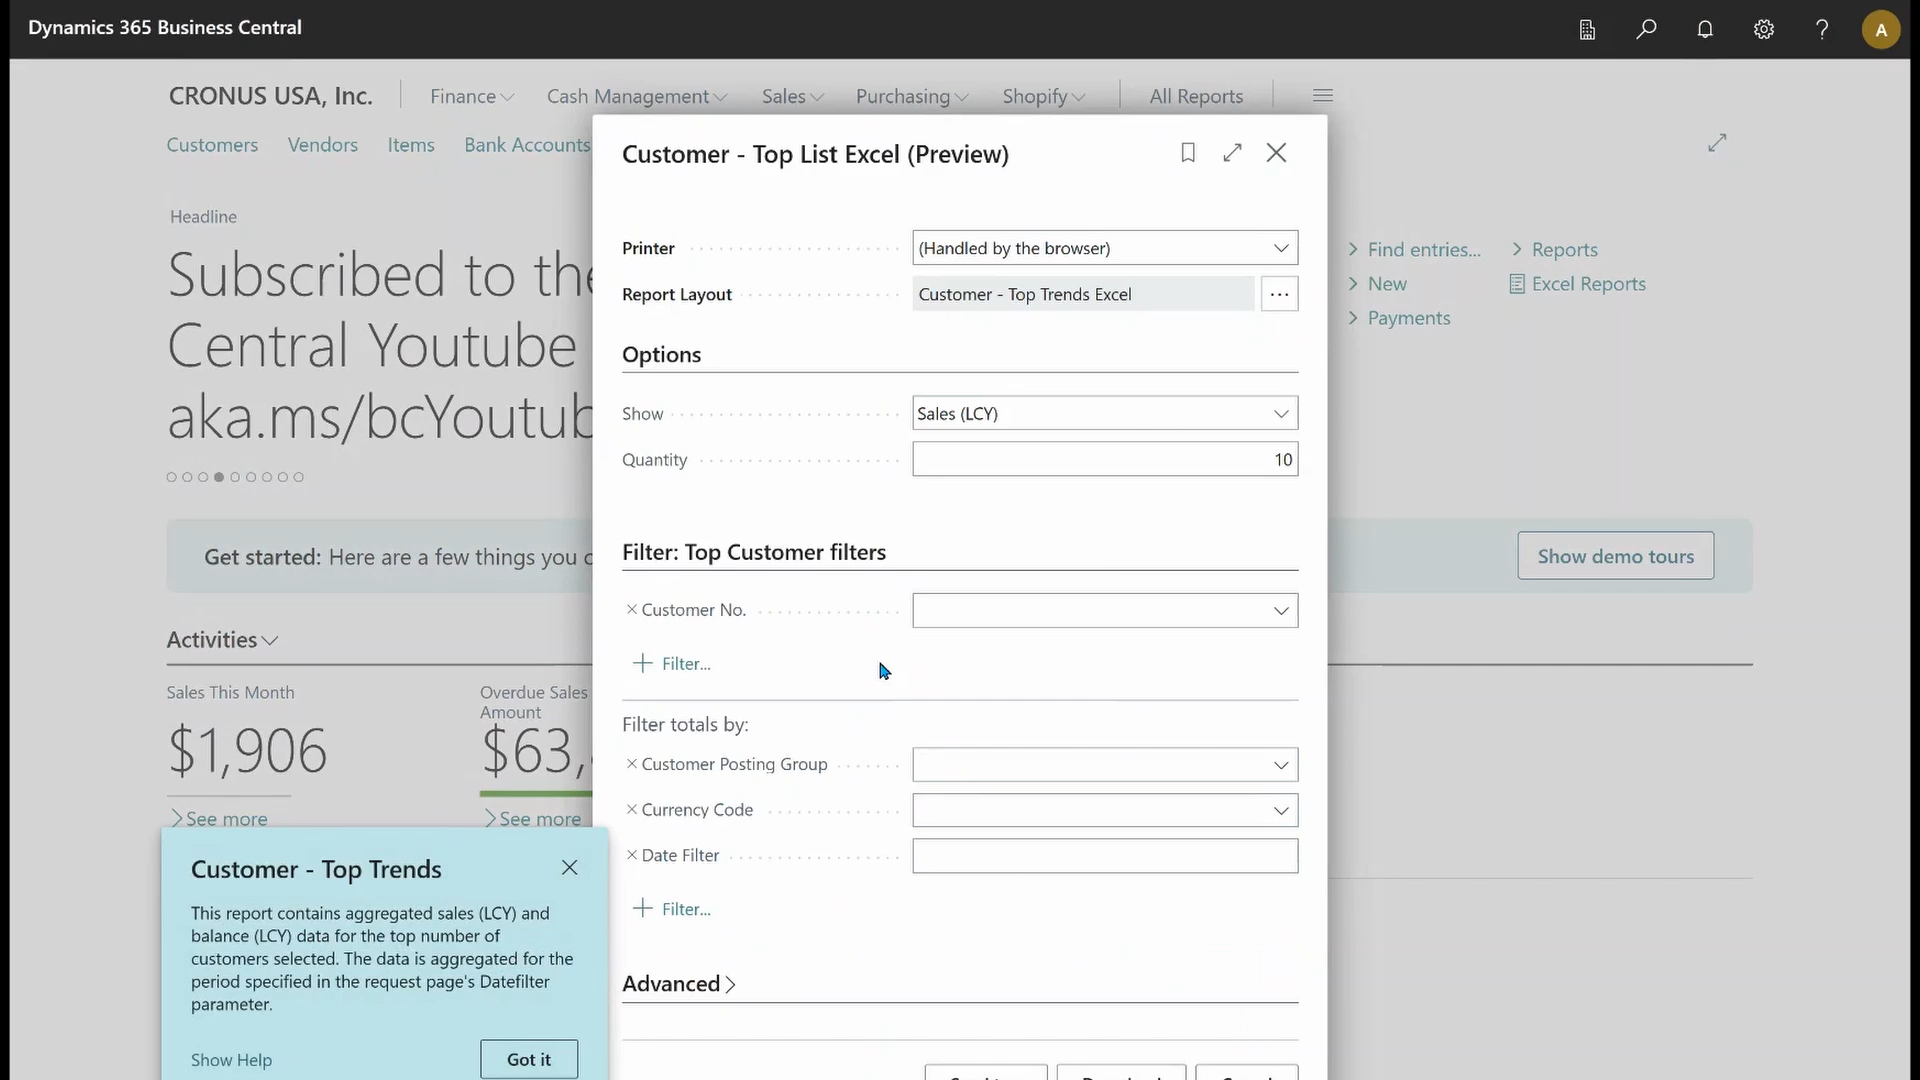 Dynamics 365 Business Central
A
CRONUS USA, Inc.
Finance
Cash Management
Sales
Purchasing
Shopify
All Reports
Customers
Vendors
Items
Bank Accounts
Headline
Subscribed to the
Central Youtube
aka.ms/bcYoutub
Find entries...
New
Payments
Reports
Excel Reports
Get started: Here are a few things you c
Show demo tours
Activities
Sales This Month
$1,906
See more
Overdue Sales
Amount
$63,
See more
Customer - Top List Excel (Preview)
Printer
(Handled by the browser)
Report Layout
Customer - Top Trends Excel
...
Options
Show
Sales (LCY)
Quantity
10
Filter: Top Customer filters
Customer No.
Filter...
Filter totals by:
Customer Posting Group
Currency Code
Date Filter
Filter...
Advanced
Customer - Top Trends
This report contains aggregated sales (LCY) and
balance (LCY) data for the top number of
customers selected. The data is aggregated for the
period specified in the request page's Datefilter
parameter.
Show Help
Got it